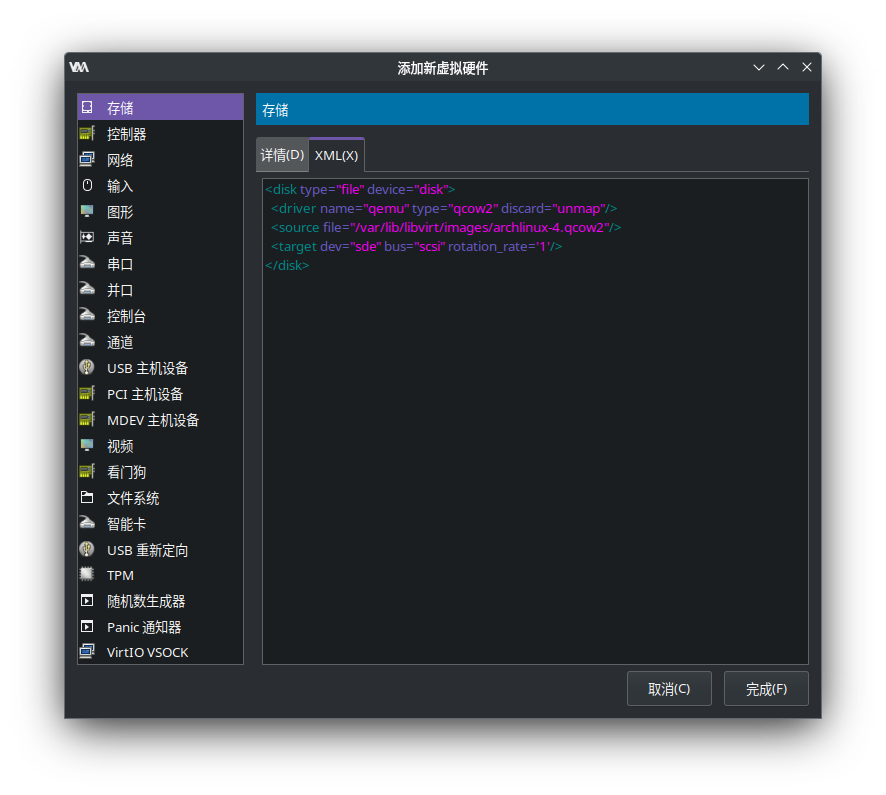 添加新虚拟硬件
存储
控制器
网络
输入
图形
声音
串口
并口
控制台
通道
USB 主机设备
PCI 主机设备
MDEV 主机设备
视频
看门狗
文件系统
智能卡
USB 重新定向
TPM
随机数生成器
Panic 通知器
VirtIO VSOCK
存储
详情(D) XML(X)
<disk type="file" device="disk">
  <driver name="qemu" type="qcow2" discard="unmap"/>
  <source file="/var/lib/libvirt/images/archlinux-4.qcow2"/>
  <target dev="sde" bus="scsi" rotation_rate='1'/>
</disk>
取消(C) 完成(F)